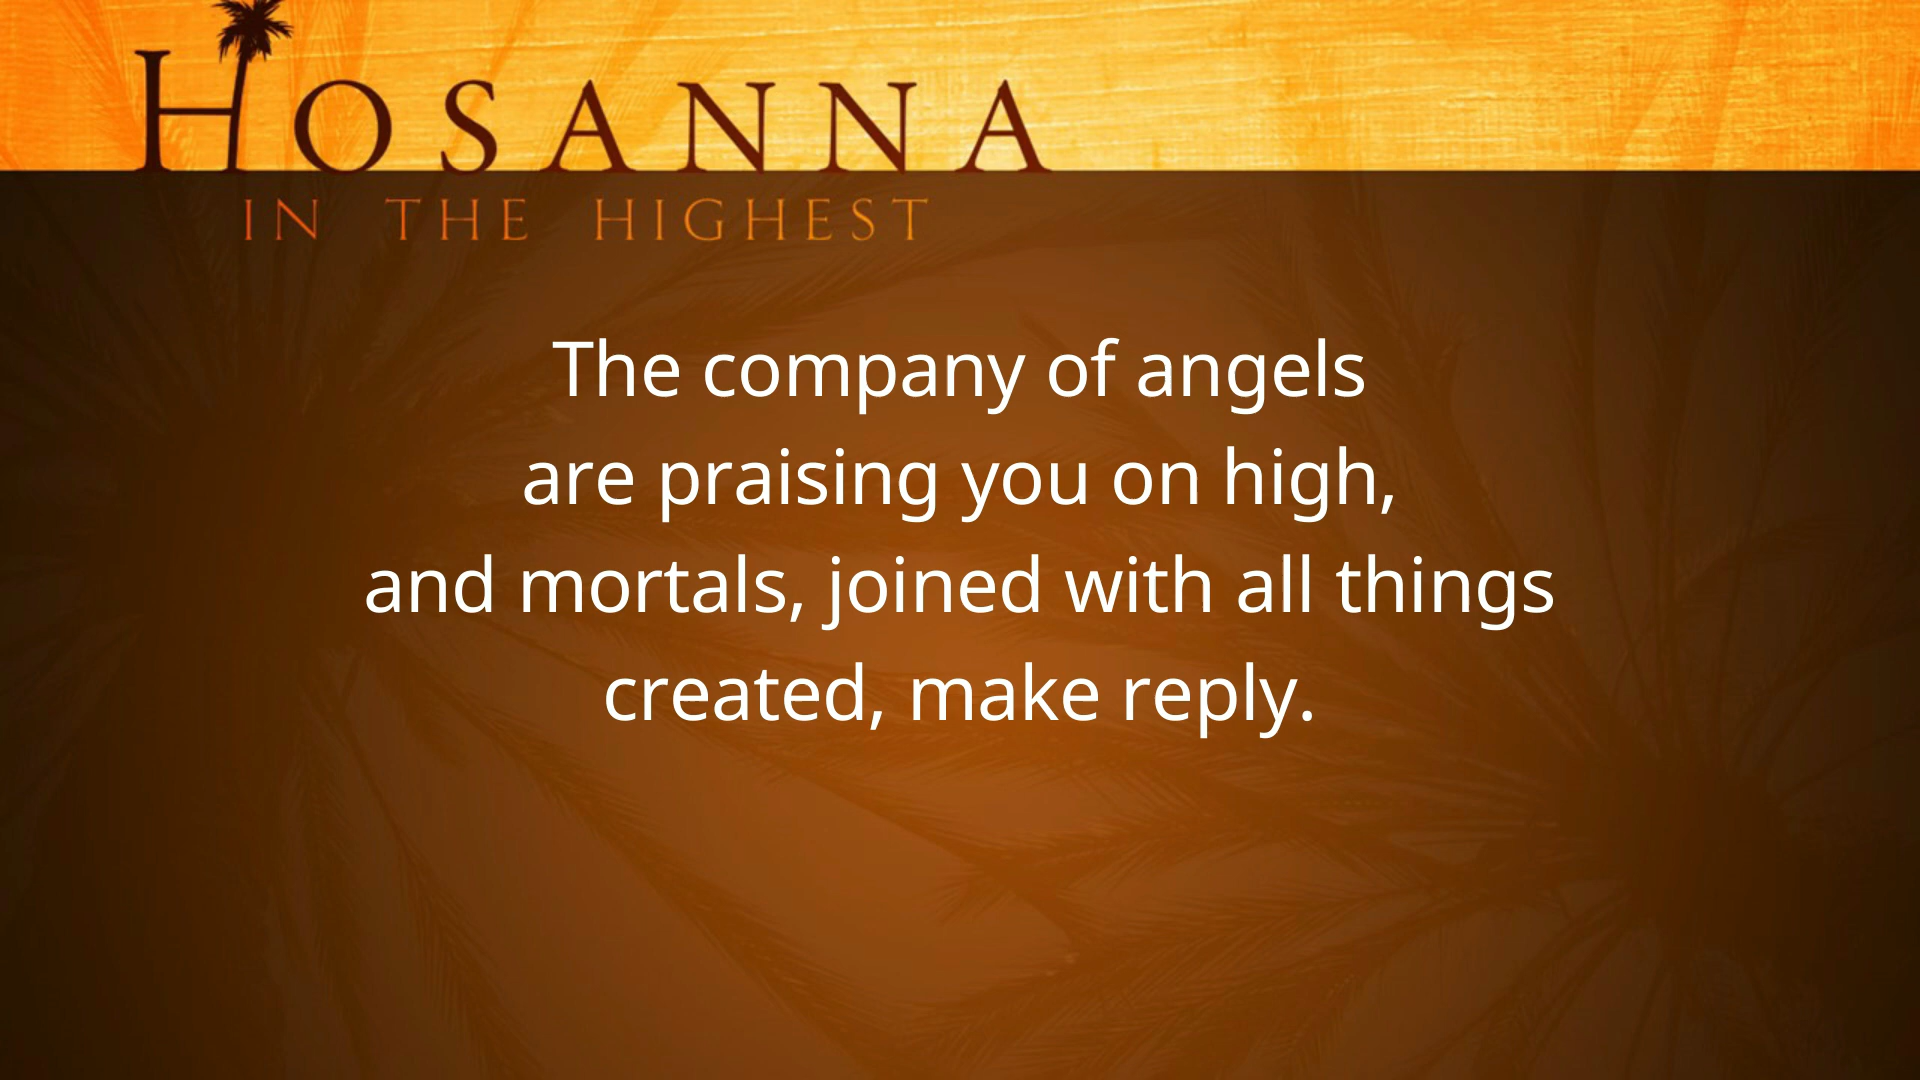 HOSANNA
IN THE HIGHEST
The company of angels
are praising you on high,
and mortals, joined with all things
created, make reply.